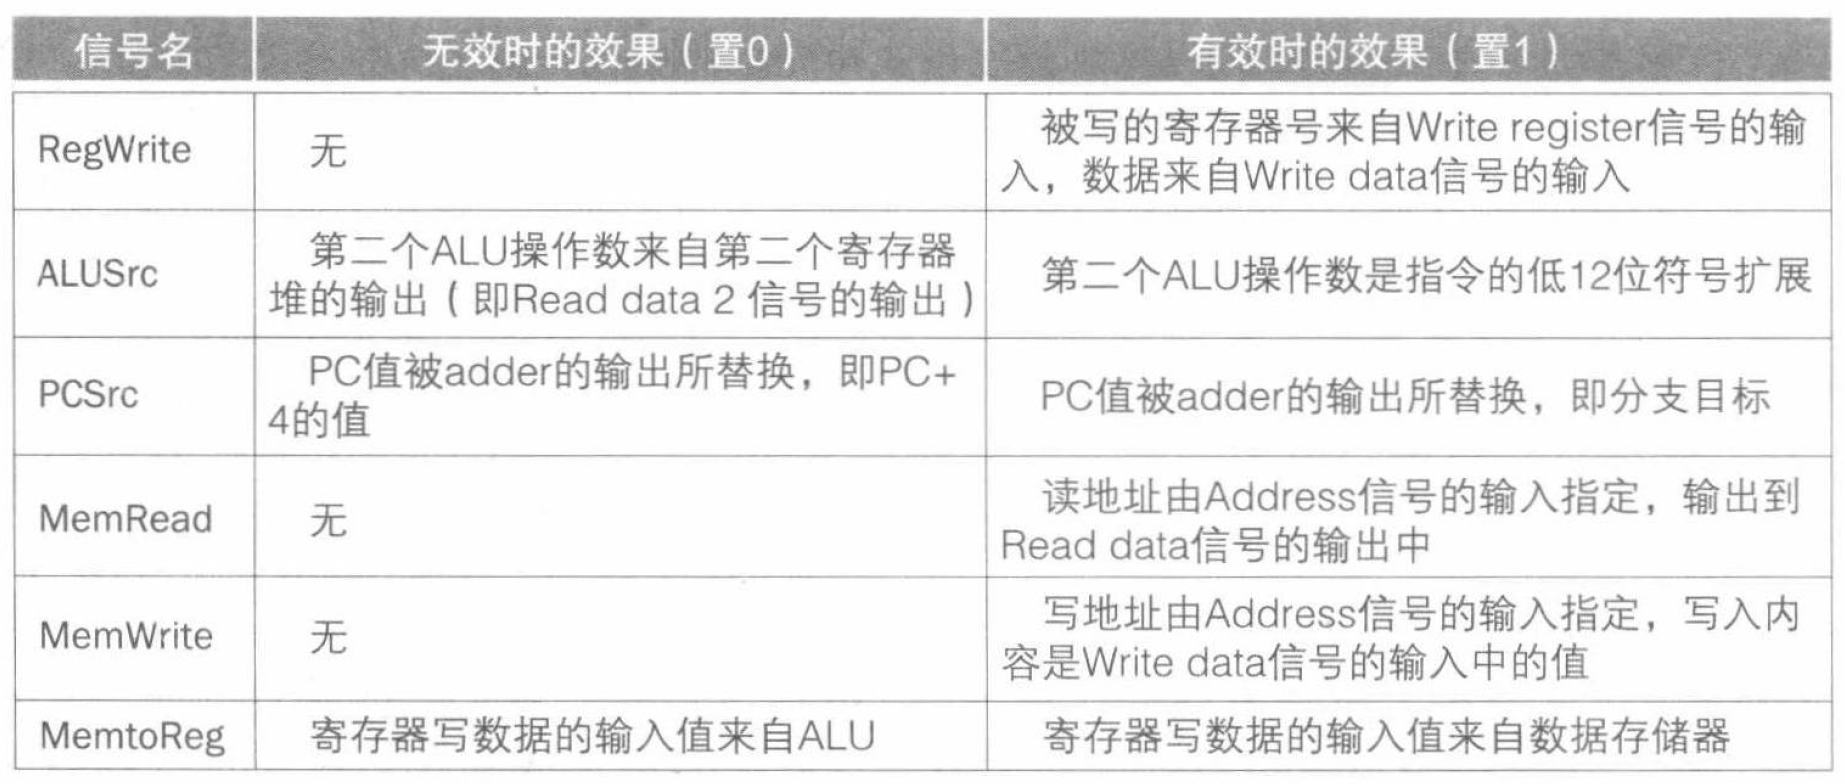 信号名 无效时的效果（置0） 有效时的效果（置1）
RegWrite
无
被写的寄存器号来自Write register信号的输
入，数据来自Write data信号的输入
ALUSrc
第二个ALU操作数来自第二个寄存器
堆的输出（即Read data 2 信号的输出）
第二个ALU操作数是指令的低12位符号扩展
PCSrc
PC值被adder的输出所替换，即PC+
4的值
PC值被adder的输出所替换，即分支目标
MemRead
无
读地址由Address信号的输入指定，输出到
Read data信号的输出中
MemWrite
无
写地址由Address信号的输入指定，写入内
容是Write data信号的输入中的值
MemtoReg
寄存器写数据的输入值来自ALU
寄存器写数据的输入值来自数据存储器